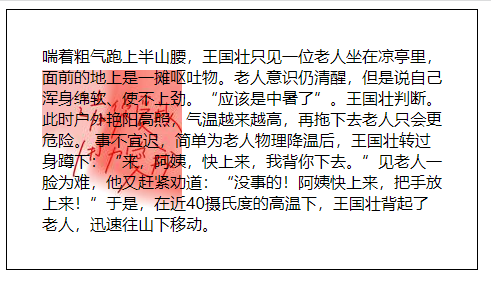 喘着粗气跑上半山腰，王国壮只见一位老人坐在凉亭里，
面前的地上是一摊呕吐物。老人意识仍清醒，但是说自己
浑身绵软、使不上劲。“应该是中暑了”。王国壮判断。
此时户外艳阳高照，气温越来越高，再拖下去老人只会更
危险。 事不宜迟，简单为老人物理降温后，王国壮转过
身蹲下：“来，阿姨，快上来，我背你下去。”见老人一
脸为难，他又赶紧劝道：“没事的！阿姨快上来，把手放
上来！”于是，在近40摄氏度的高温下，王国壮背起了
老人，迅速往山下移动。